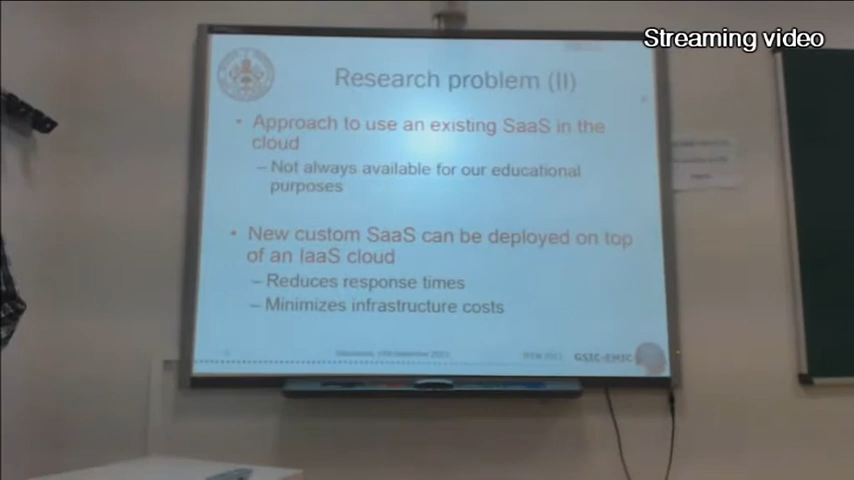 Streaming video
Research problem (II)
• Approach to use an existing SaaS in the
cloud
– Not always available for our educational
purposes
• New custom SaaS can be deployed on top
of an IaaS cloud
– Reduces response times
– Minimizes infrastructure costs
GSIC-EMIC